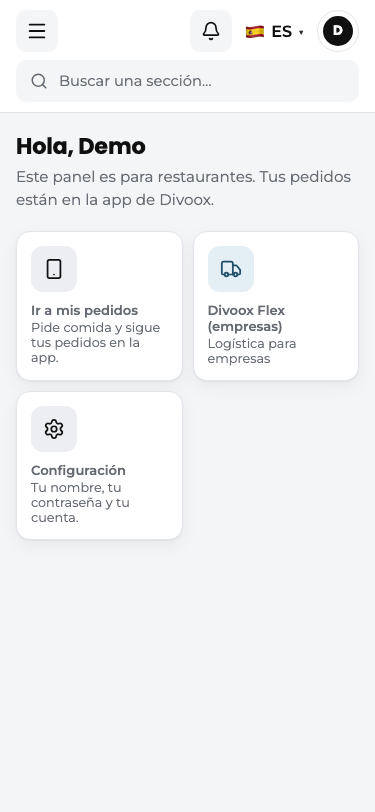 ES
D
Buscar una sección...
Hola, Demo
Este panel es para restaurantes. Tus pedidos
están en la app de Divoox.
Ir a mis pedidos
Pide comida y sigue
tus pedidos en la
app.
Divoox Flex
(empresas)
Logística para
empresas
Configuración
Tu nombre, tu
contraseña y tu
cuenta.